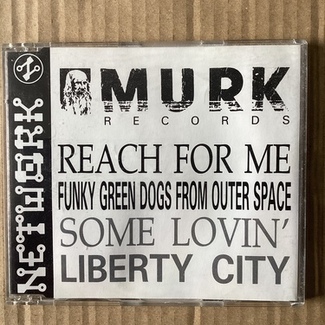 MURK
RECORDS
REACH FOR ME
FUNKY GREEN DOGS FROM OUTER SPACE
SOME LOVIN'
LIBERTY CITY
NETWORK